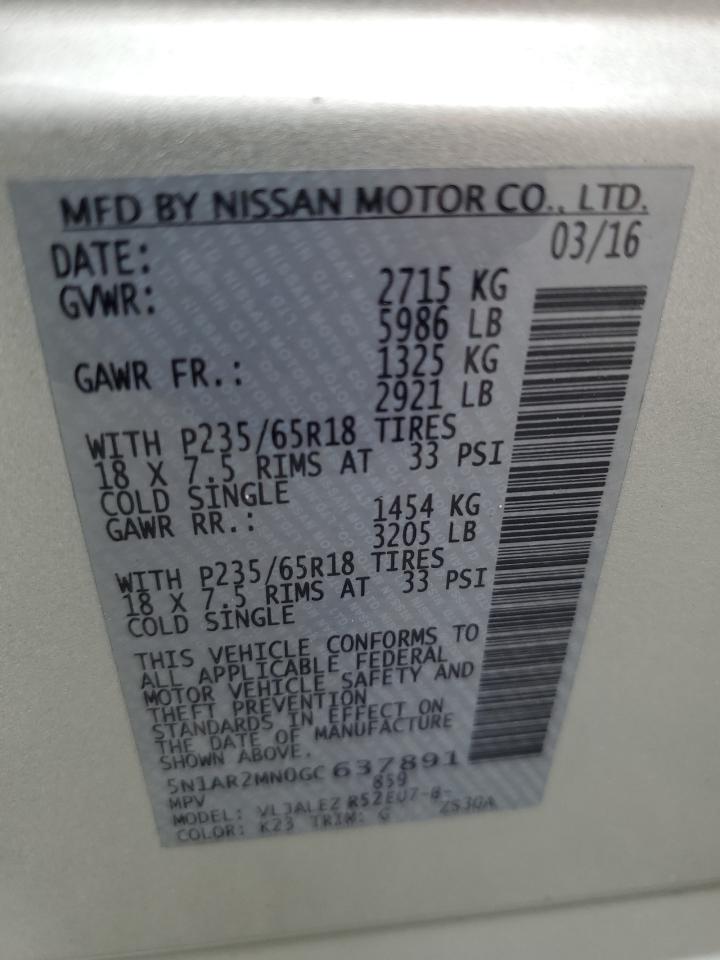 MFD BY NISSAN MOTOR CO., LTD.
DATE: 03/16
GVWR: 2715 KG
5986 LB
GAWR FR.: 1325 KG
2921 LB
WITH P235/65R18 TIRES
18 X 7.5 RIMS AT 33 PSI
COLD SINGLE
GAWR RR.: 1454 KG
3205 LB
WITH P235/65R18 TIRES
18 X 7.5 RIMS AT 33 PSI
COLD SINGLE
THIS VEHICLE CONFORMS TO
ALL APPLICABLE FEDERAL
MOTOR VEHICLE SAFETY AND
THEFT PREVENTION
STANDARDS IN EFFECT ON
THE DATE OF MANUFACTURE
SHOWN ABOVE.
5N1AR2MN0GC637891
MPV 859
MODEL: R52EU7-B-
COLOR: K23 TRIM: G